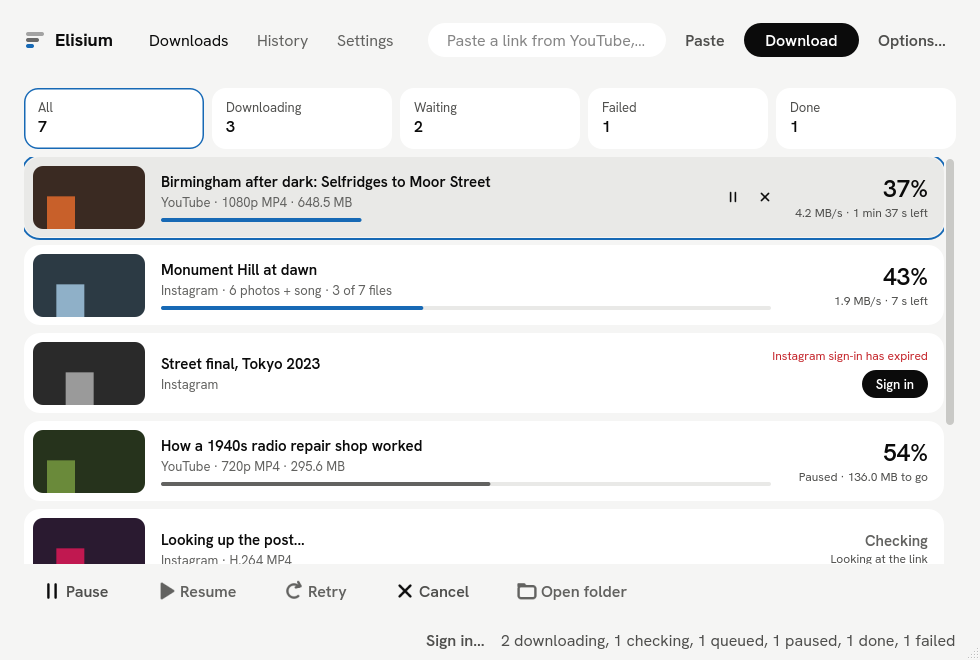 Elisium
Downloads
History
Settings
Paste a link from YouTube,...
Paste
Download
Options...
All
7
Downloading
3
Waiting
2
Failed
1
Done
1
Birmingham after dark: Selfridges to Moor Street
YouTube · 1080p MP4 · 648.5 MB
37%
4.2 MB/s · 1 min 37 s left
Monument Hill at dawn
Instagram · 6 photos + song · 3 of 7 files
43%
1.9 MB/s · 7 s left
Street final, Tokyo 2023
Instagram
Instagram sign-in has expired
Sign in
How a 1940s radio repair shop worked
YouTube · 720p MP4 · 295.6 MB
54%
Paused · 136.0 MB to go
Looking up the post...
Instagram · H.264 MP4
Checking
Looking at the link
Pause
Resume
Retry
Cancel
Open folder
Sign in...
2 downloading, 1 checking, 1 queued, 1 paused, 1 done, 1 failed